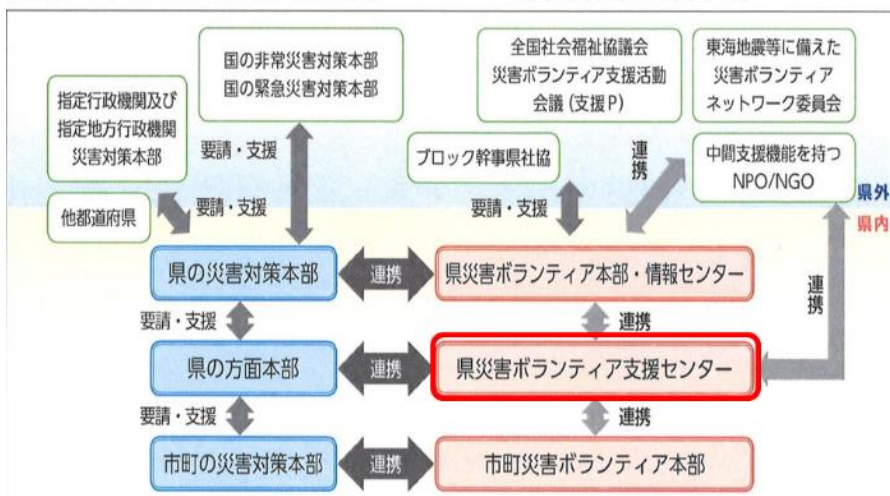 国の非常災害対策本部
国の緊急災害対策本部
全国社会福祉協議会
災害ボランティア支援活動
会議(支援P)
東海地震等に備えた
災害ボランティア
ネットワーク委員会
指定行政機関及び
指定地方行政機関
災害対策本部
要請・支援
ブロック幹事県社協
連携
中間支援機能を持つ
NPO/NGO
県外
県内
他都道府県
要請・支援
要請・支援
県の災害対策本部
連携
県災害ボランティア本部・情報センター
連携
要請・支援
連携
県の方面本部
連携
県災害ボランティア支援センター
要請・支援
連携
市町の災害対策本部
連携
市町災害ボランティア本部